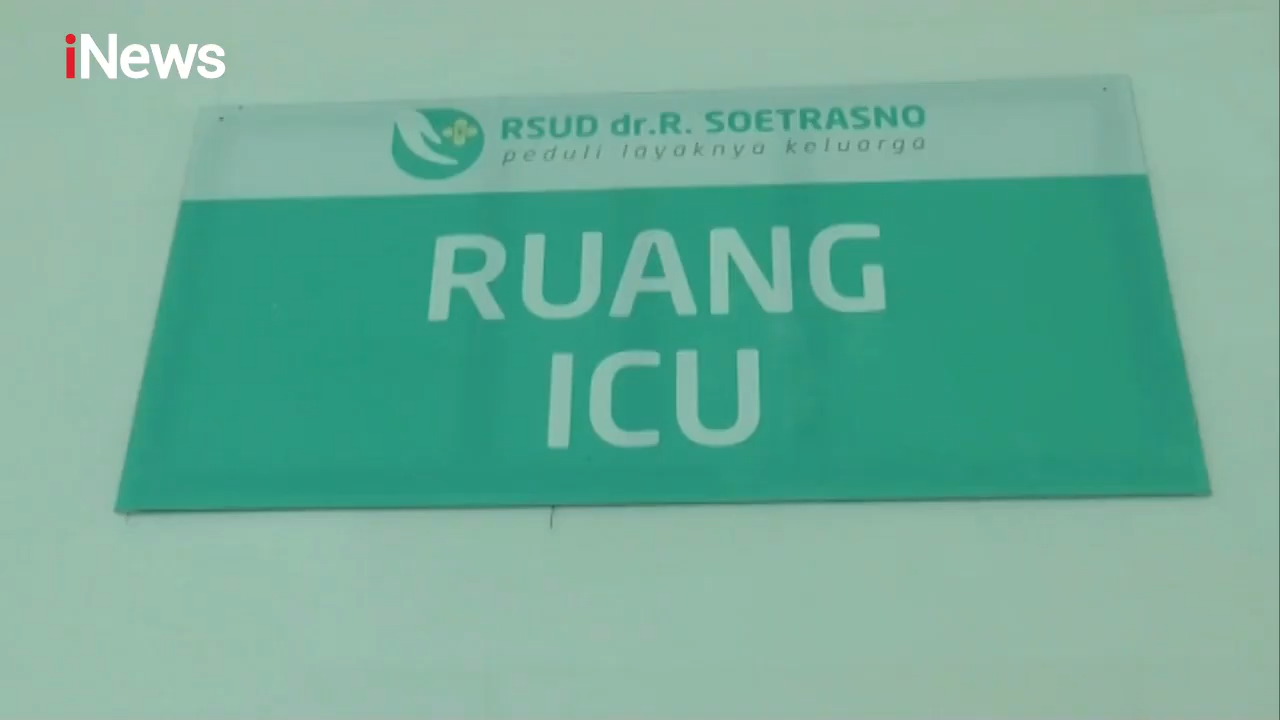 iNews
RSUD dr.R. SOETRASNO
peduli layaknya keluarga
RUANG
ICU